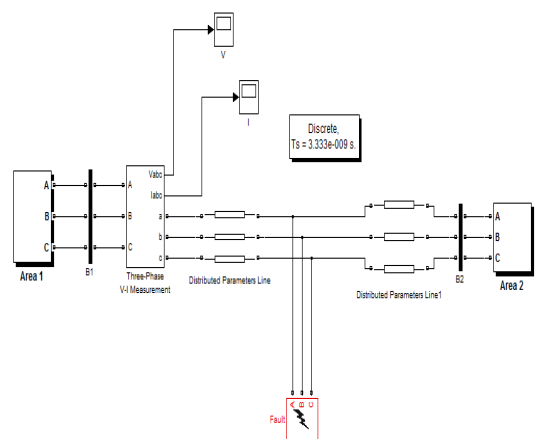 V
I
Discrete,
Ts = 3.333e-009 s.
Vabc
Iabc
A
B
C
A
B
C
a
b
c
A
B
C
Area 1
B1
Three-Phase
V-I Measurement
Distributed Parameters Line
Distributed Parameters Line1
B2
Area 2
A
B
C
Fault